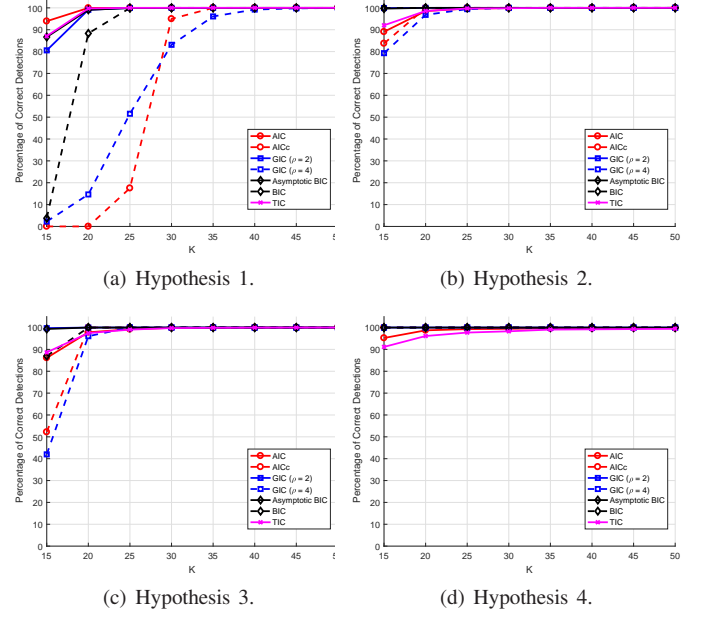 Percentage of Correct Detections
100
90
80
70
60
50
40
30
20
10
0
15 20 25 30 35 40 45 5
K
AIC
AICc
GIC (ρ = 2)
GIC (ρ = 4)
Asymptotic BIC
BIC
TIC
(a) Hypothesis 1.
Percentage of Correct Detections
100
90
80
70
60
50
40
30
20
10
0
15 20 25 30 35 40 45 50
K
AIC
AICc
GIC (ρ = 2)
GIC (ρ = 4)
Asymptotic BIC
BIC
TIC
(b) Hypothesis 2.
Percentage of Correct Detections
100
90
80
70
60
50
40
30
20
10
0
15 20 25 30 35 40 45 5
K
AIC
AICc
GIC (ρ = 2)
GIC (ρ = 4)
Asymptotic BIC
BIC
TIC
(c) Hypothesis 3.
Percentage of Correct Detections
100
90
80
70
60
50
40
30
20
10
0
15 20 25 30 35 40 45 50
K
AIC
AICc
GIC (ρ = 2)
GIC (ρ = 4)
Asymptotic BIC
BIC
TIC
(d) Hypothesis 4.